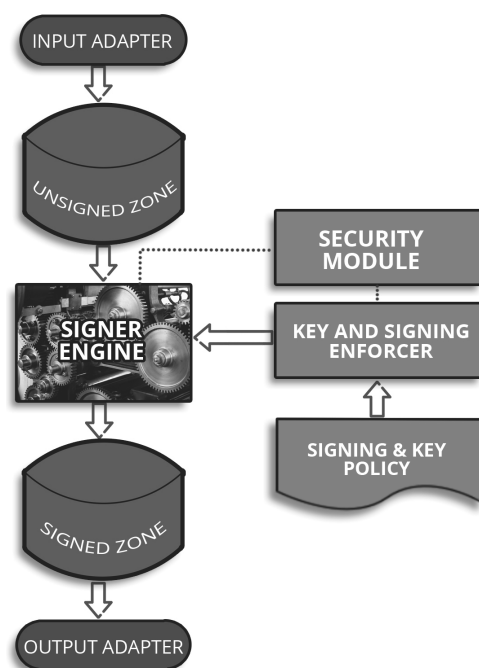 INPUT ADAPTER
UNSIGNED ZONE
SECURITY
MODULE
SIGNER
ENGINE
KEY AND SIGNING
ENFORCER
SIGNING & KEY
POLICY
SIGNED ZONE
OUTPUT ADAPTER